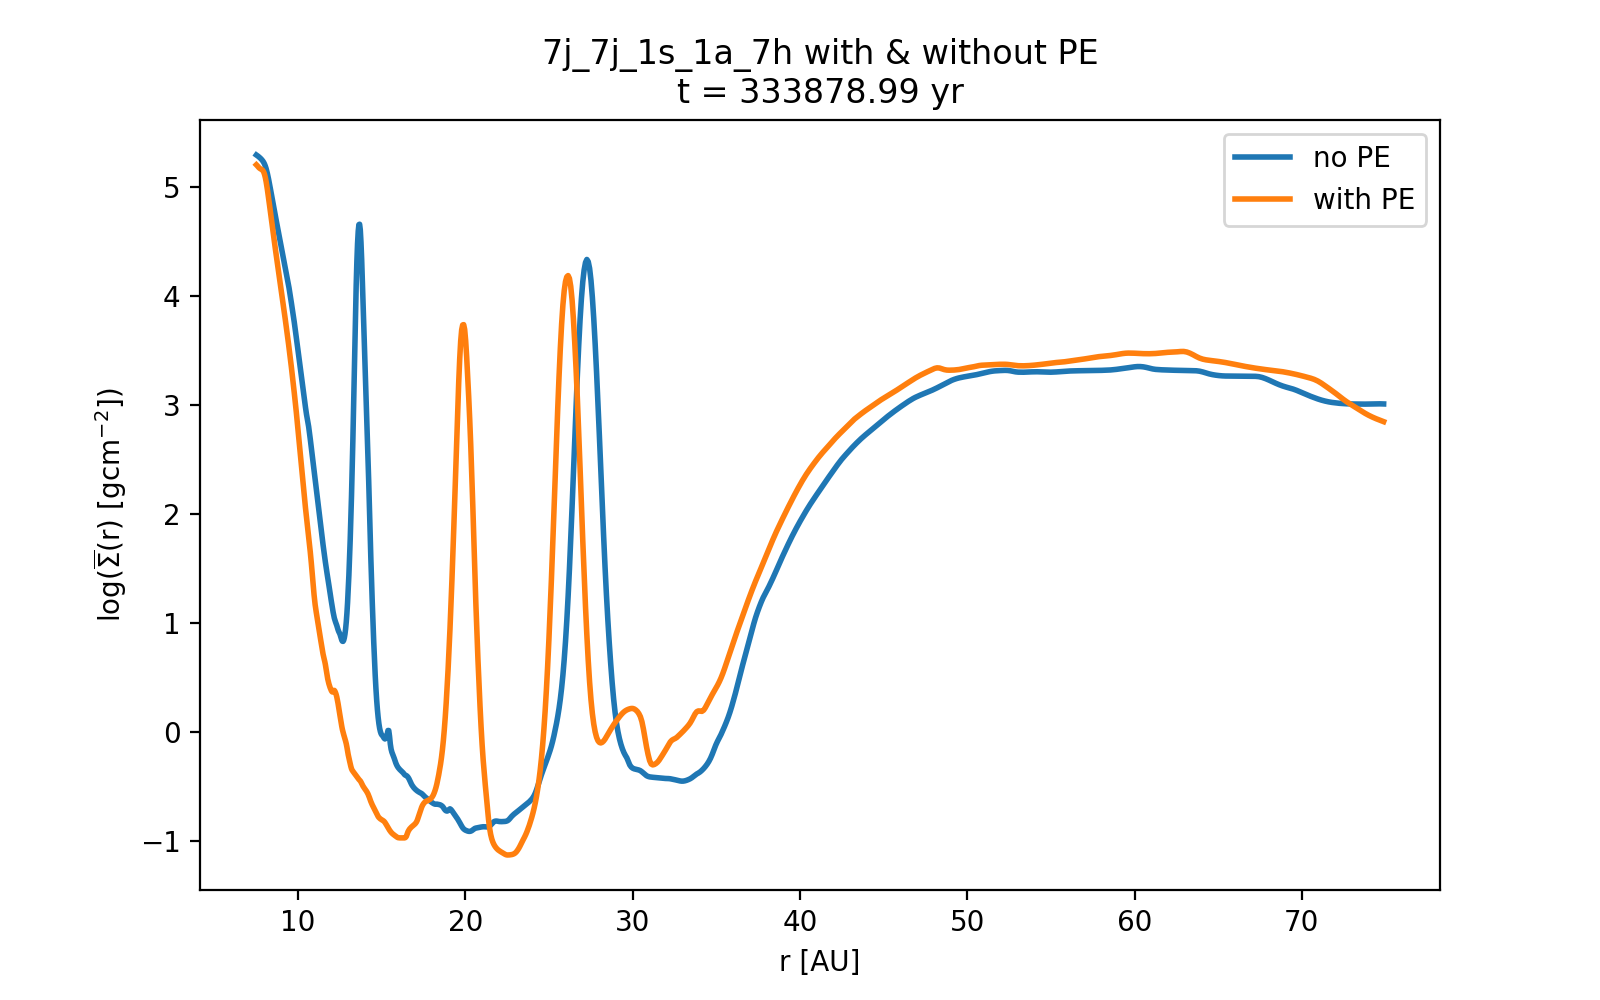 7j_7j_1s_1a_7h with & without PE
t = 333878.99 yr
no PE
with PE
log(Σ̅(r) [gcm⁻²])
5
4
3
2
1
0
−1
10 20 30 40 50 60 70
r [AU]